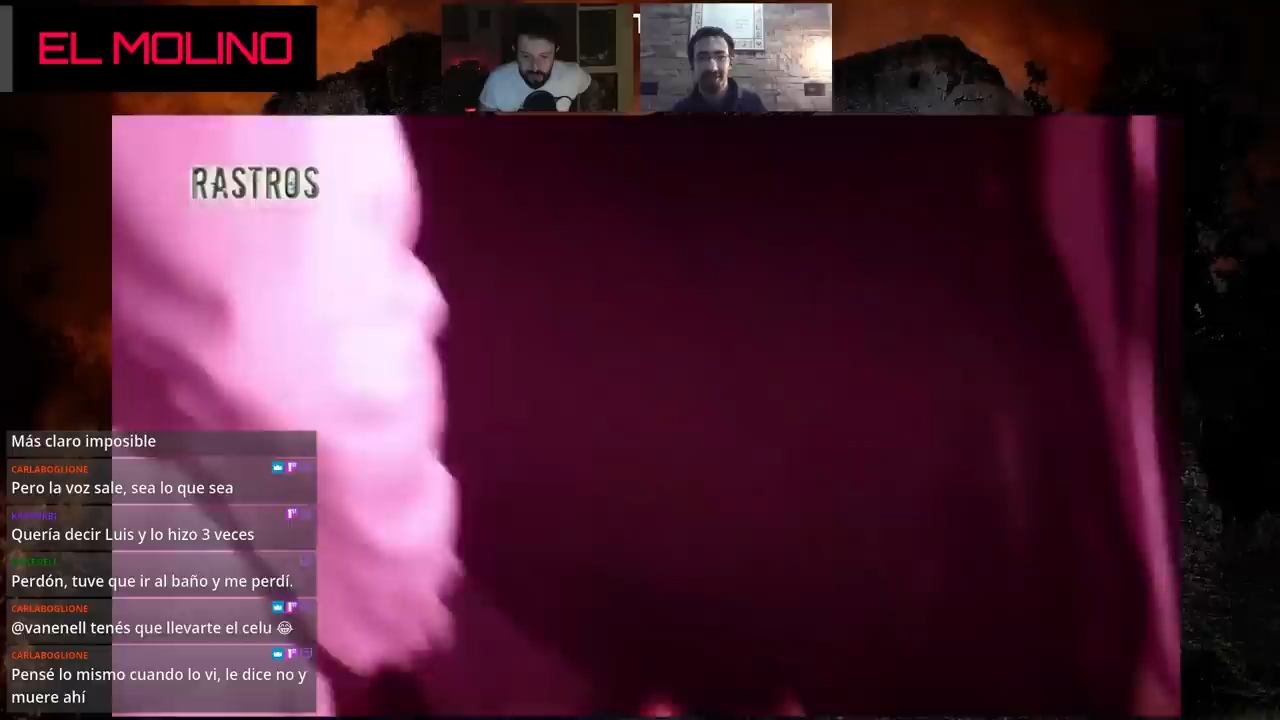 EL MOLINO
RASTROS
Más claro imposible
CARLABOGLIONE
Pero la voz sale, sea lo que sea
Quería decir Luis y lo hizo 3 veces
Perdón, tuve que ir al baño y me perdí.
CARLABOGLIONE
@vanenell tenés que llevarte el celu 😂
CARLABOGLIONE
Pensé lo mismo cuando lo vi, le dice no y
muere ahí